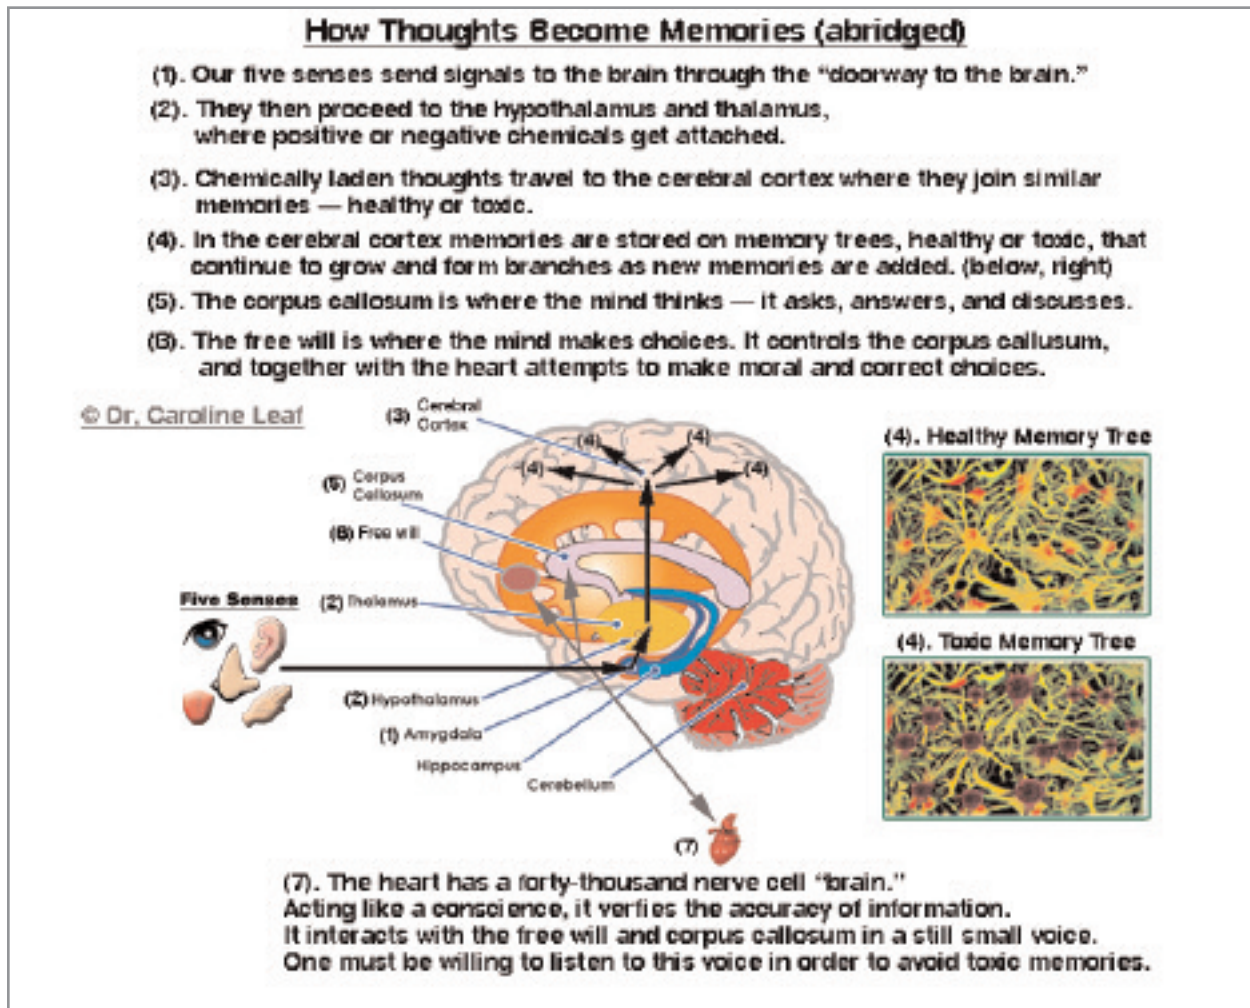 How Thoughts Become Memories (abridged)
(1). Our five senses send signals to the brain through the “doorway to the brain.”
(2). They then proceed to the hypothalamus and thalamus,
where positive or negative chemicals get attached.
(3). Chemically laden thoughts travel to the cerebral cortex where they join similar
memories — healthy or toxic.
(4). In the cerebral cortex memories are stored on memory trees, healthy or toxic, that
continue to grow and form branches as new memories are added. (below, right)
(5). The corpus callosum is where the mind thinks — it asks, answers, and discusses.
(6). The free will is where the mind makes choices. It controls the corpus callusum,
and together with the heart attempts to make moral and correct choices.
© Dr. Caroline Leaf
(3) Cerebral
Cortex
(4)
(4)
(4)
(4)
(5) Corpus
Callosum
(6) Free will
Five Senses
(2) Thalamus
(2) Hypothalamus
(1) Amygdala
Hippocampus
Cerebellum
(4). Healthy Memory Tree
(4). Toxic Memory Tree
(7)
(7). The heart has a forty-thousand nerve cell “brain.”
Acting like a conscience, it verfies the accuracy of information.
It interacts with the free will and corpus callosum in a still small voice.
One must be willing to listen to this voice in order to avoid toxic memories.